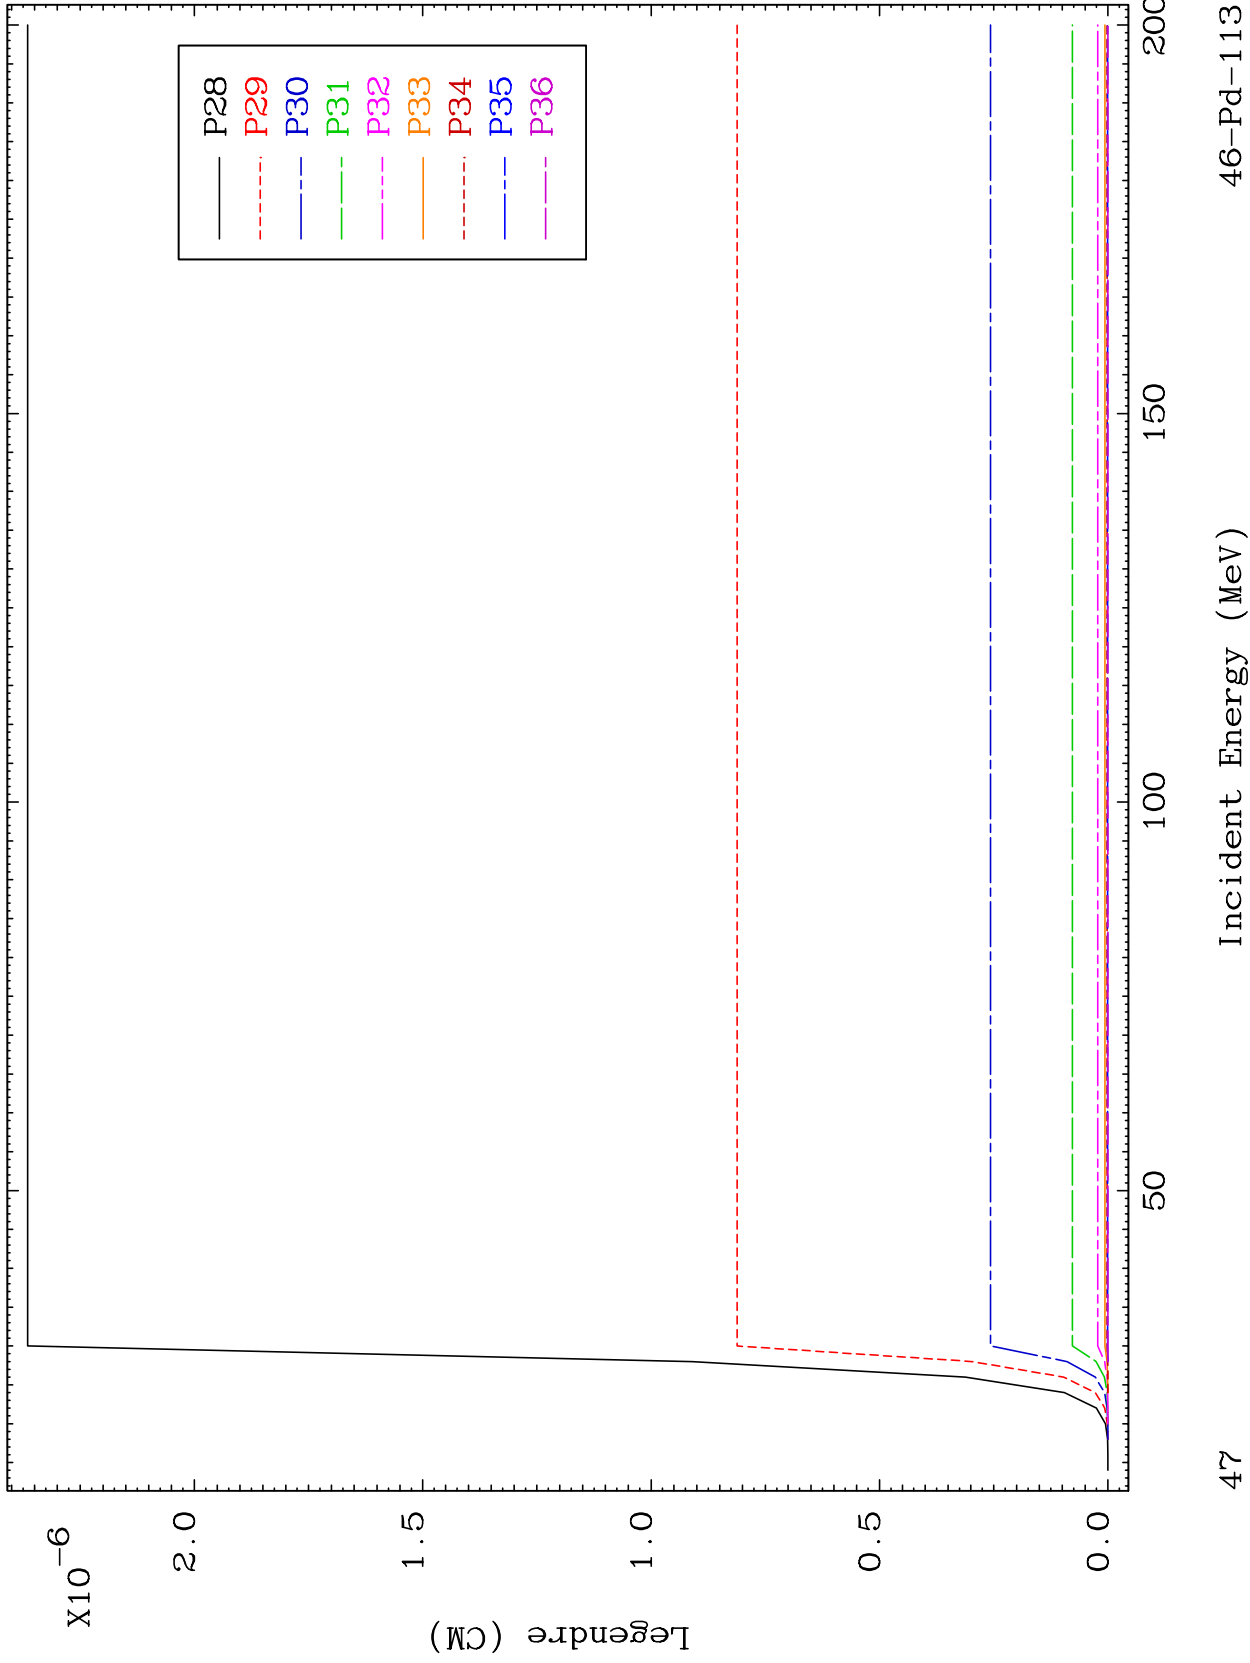 X10-6
Legendre (CM)
2.0
1.5
1.0
0.5
0.0
P28
P29
P30
P31
P32
P33
P34
P35
P36
50
100
150
200
47
Incident Energy (MeV)
46-Pd-113